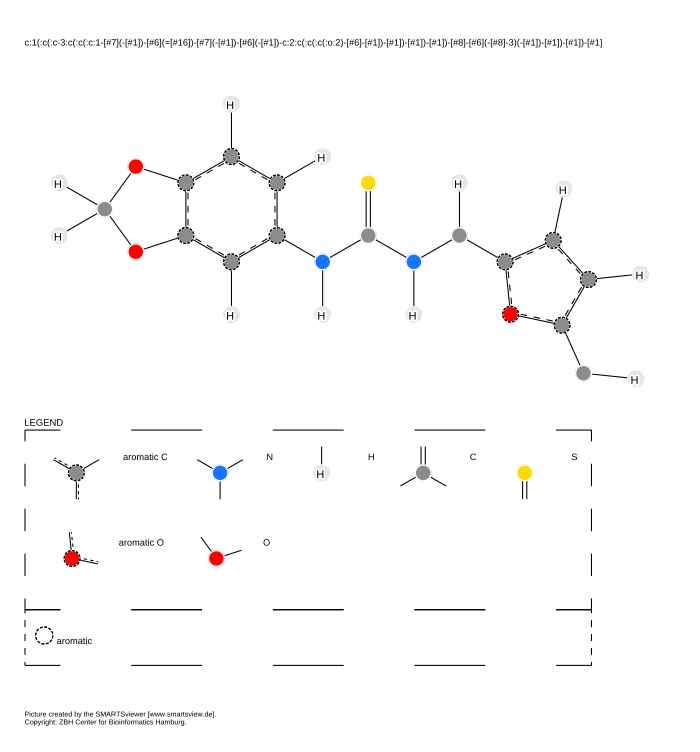 c:1(:c(:c-3:c(:c(:c:1-[#7](-[#1])-[#6](=[#16])-[#7](-[#1])-[#6](-[#1])-c:2:c(:c(:c(:o:2)-[#6]-[#1])-[#1])-[#1])-[#1])-[#8]-[#6](-[#8]-3)(-[#1])-[#1])-[#1])-[#1]
H
H
H H H
H
H
H H H
H
LEGEND
aromatic C N H H C S
aromatic O O
aromatic
Picture created by the SMARTSviewer [www.smartsview.de].
Copyright: ZBH Center for Bioinformatics Hamburg.